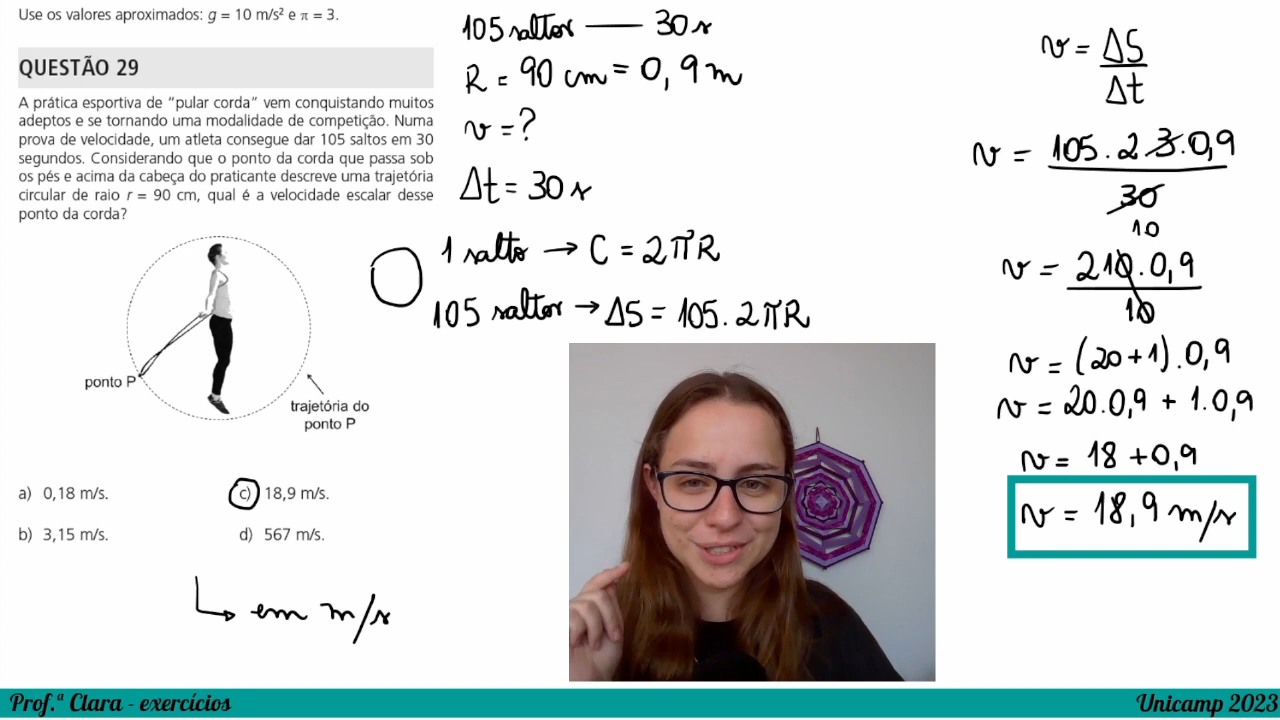 Use os valores aproximados: g = 10 m/s² e π = 3.
QUESTÃO 29
A prática esportiva de “pular corda” vem conquistando muitos
adeptos e se tornando uma modalidade de competição. Numa
prova de velocidade, um atleta consegue dar 105 saltos em 30
segundos. Considerando que o ponto da corda que passa sob
os pés e acima da cabeça do praticante descreve uma trajetória
circular de raio r = 90 cm, qual é a velocidade escalar desse
ponto da corda?
ponto P
trajetória do
ponto P
a) 0,18 m/s.
c) 18,9 m/s.
b) 3,15 m/s.
d) 567 m/s.
↳ em m/s
105 saltos — 30 s
R = 90 cm = 0,9 m
v = ?
Δt = 30 s
1 salto → C = 2πR
105 saltos → ΔS = 105. 2πR
v = ΔS
Δt
v = 105. 2 3. 0,9
30
10
v = 210. 0,9
10
v = (20+1). 0,9
v = 20. 0,9 + 1. 0,9
v = 18 + 0,9
v = 18,9 m/s
Prof.ª Clara - exercícios
Unicamp 2023